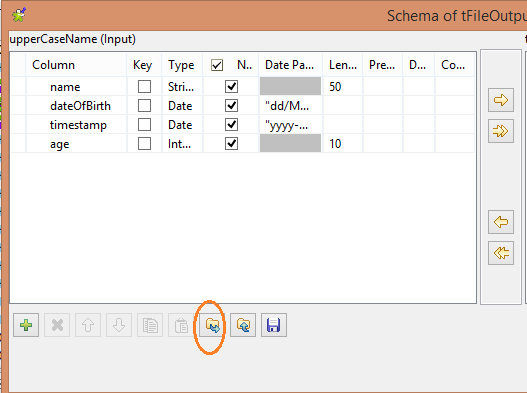 Schema of tFileOutpu
upperCaseName (Input)
Column Key Type N.. Date Pa... Len... Pre... D... Co...
name Stri... 50
dateOfBirth Date "dd/M...
timestamp Date "yyyy-...
age Int... 10